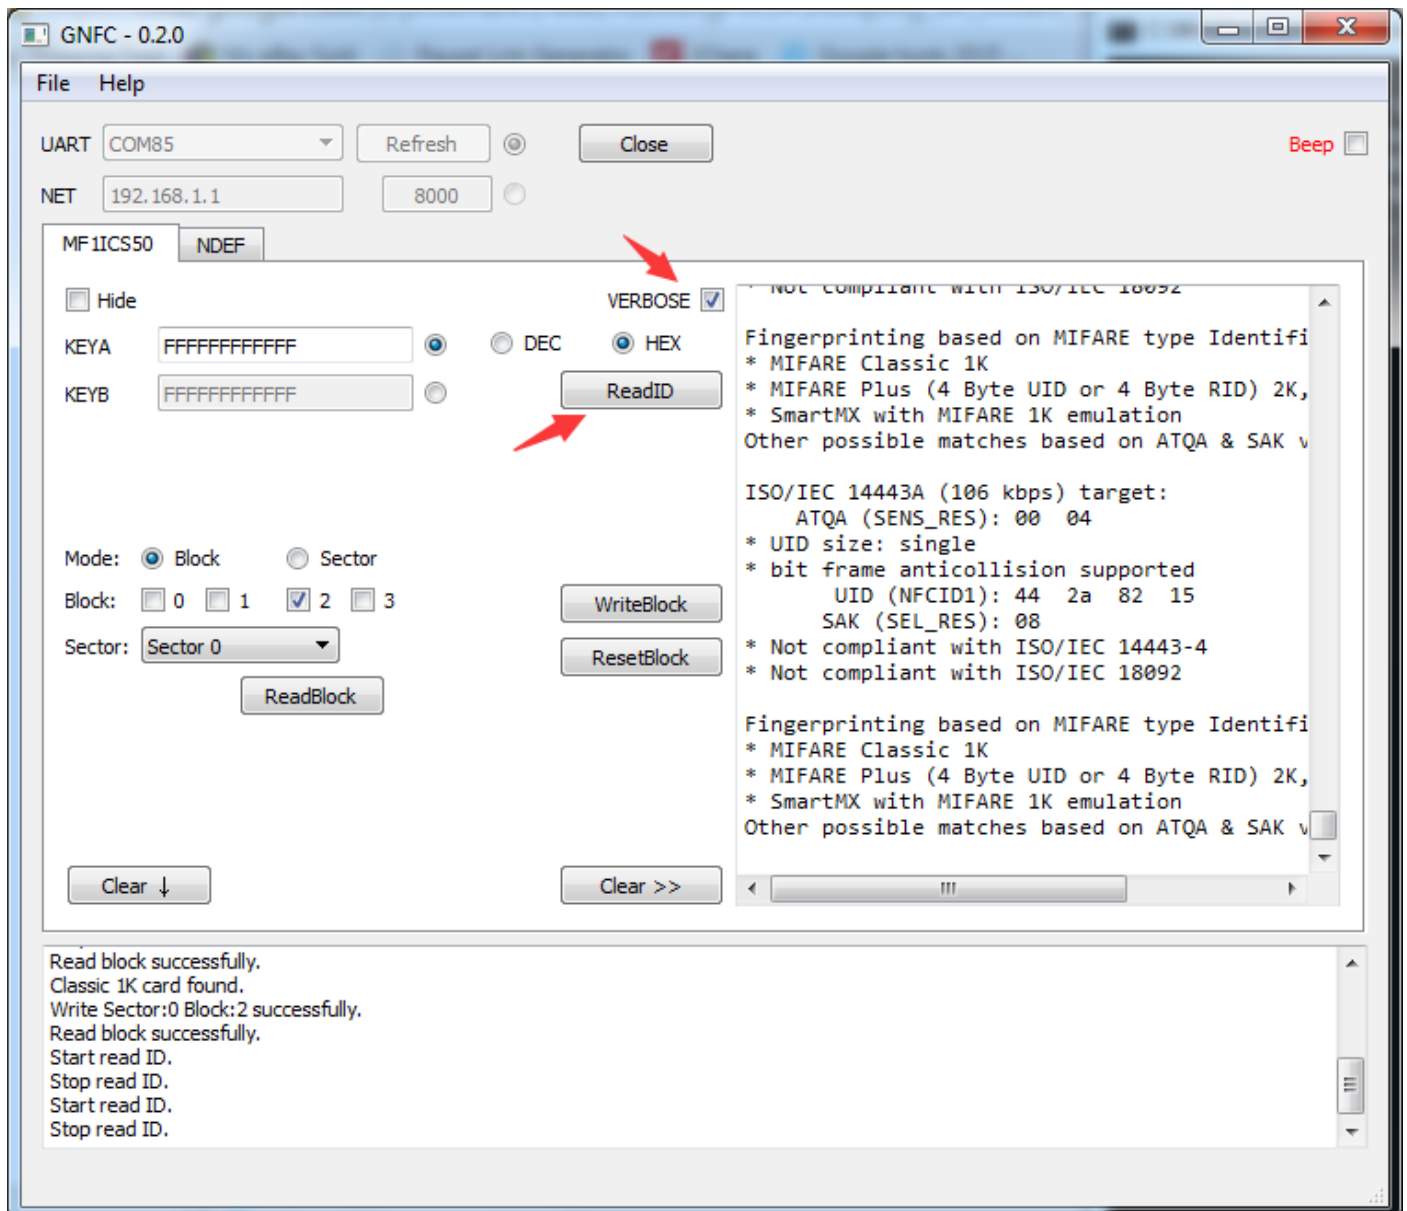 GNFC - 0.2.0
File Help
UART COM85 Refresh Close Beep
NET 192.168.1.1 8000
MF1ICS50 NDEF
Hide VERBOSE
KEYA FFFFFFFFFFFF DEC HEX
KEYB FFFFFFFFFFFF ReadID
Mode: Block Sector
Block: 0 1 2 3 WriteBlock
Sector: Sector 0 ResetBlock
ReadBlock
Clear ↓ Clear >>
* Not compliant with ISO/IEC 18092
Fingerprinting based on MIFARE type Identifi
* MIFARE Classic 1K
* MIFARE Plus (4 Byte UID or 4 Byte RID) 2K,
* SmartMX with MIFARE 1K emulation
Other possible matches based on ATQA & SAK v
ISO/IEC 14443A (106 kbps) target:
ATQA (SENS_RES): 00 04
* UID size: single
* bit frame anticollision supported
UID (NFCID1): 44 2a 82 15
SAK (SEL_RES): 08
* Not compliant with ISO/IEC 14443-4
* Not compliant with ISO/IEC 18092
Fingerprinting based on MIFARE type Identifi
* MIFARE Classic 1K
* MIFARE Plus (4 Byte UID or 4 Byte RID) 2K,
* SmartMX with MIFARE 1K emulation
Other possible matches based on ATQA & SAK v
Read block successfully.
Classic 1K card found.
Write Sector:0 Block:2 successfully.
Read block successfully.
Start read ID.
Stop read ID.
Start read ID.
Stop read ID.